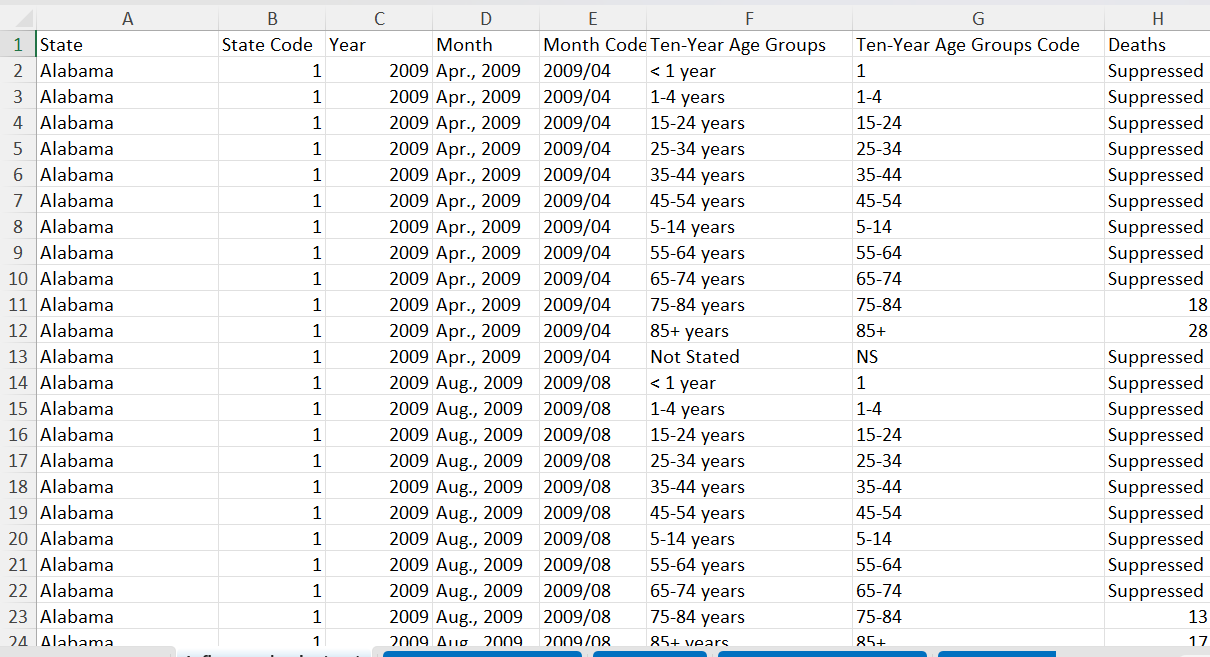 A B C D E F G H
1 State State Code Year Month Month Code Ten-Year Age Groups Ten-Year Age Groups Code Deaths
2 Alabama 1 2009 Apr., 2009 2009/04 < 1 year 1 Suppressed
3 Alabama 1 2009 Apr., 2009 2009/04 1-4 years 1-4 Suppressed
4 Alabama 1 2009 Apr., 2009 2009/04 15-24 years 15-24 Suppressed
5 Alabama 1 2009 Apr., 2009 2009/04 25-34 years 25-34 Suppressed
6 Alabama 1 2009 Apr., 2009 2009/04 35-44 years 35-44 Suppressed
7 Alabama 1 2009 Apr., 2009 2009/04 45-54 years 45-54 Suppressed
8 Alabama 1 2009 Apr., 2009 2009/04 5-14 years 5-14 Suppressed
9 Alabama 1 2009 Apr., 2009 2009/04 55-64 years 55-64 Suppressed
10 Alabama 1 2009 Apr., 2009 2009/04 65-74 years 65-74 Suppressed
11 Alabama 1 2009 Apr., 2009 2009/04 75-84 years 75-84 18
12 Alabama 1 2009 Apr., 2009 2009/04 85+ years 85+ 28
13 Alabama 1 2009 Apr., 2009 2009/04 Not Stated NS Suppressed
14 Alabama 1 2009 Aug., 2009 2009/08 < 1 year 1 Suppressed
15 Alabama 1 2009 Aug., 2009 2009/08 1-4 years 1-4 Suppressed
16 Alabama 1 2009 Aug., 2009 2009/08 15-24 years 15-24 Suppressed
17 Alabama 1 2009 Aug., 2009 2009/08 25-34 years 25-34 Suppressed
18 Alabama 1 2009 Aug., 2009 2009/08 35-44 years 35-44 Suppressed
19 Alabama 1 2009 Aug., 2009 2009/08 45-54 years 45-54 Suppressed
20 Alabama 1 2009 Aug., 2009 2009/08 5-14 years 5-14 Suppressed
21 Alabama 1 2009 Aug., 2009 2009/08 55-64 years 55-64 Suppressed
22 Alabama 1 2009 Aug., 2009 2009/08 65-74 years 65-74 Suppressed
23 Alabama 1 2009 Aug., 2009 2009/08 75-84 years 75-84 13
24 Alabama 1 2009 Aug., 2009 2009/08 85+ years 85+ 17